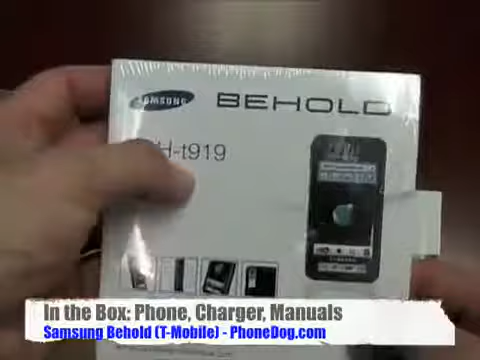 SAMSUNG BEHOLD
H-t919
In the Box: Phone, Charger, Manuals
Samsung Behold (T-Mobile) - PhoneDog.com